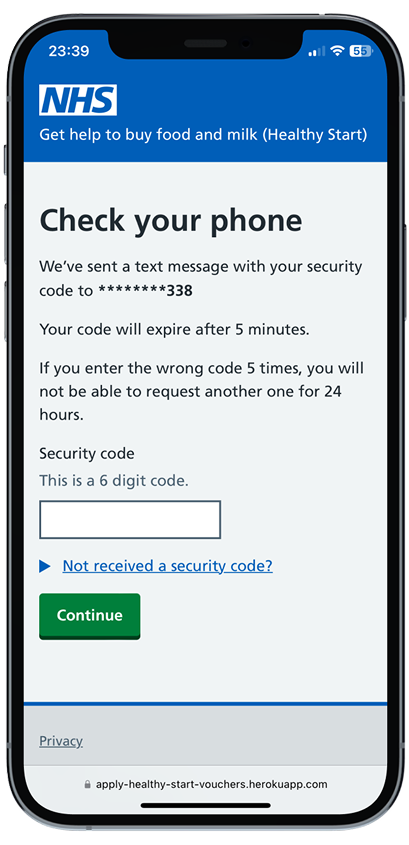 23:39
55
NHS
Get help to buy food and milk (Healthy Start)
Check your phone
We’ve sent a text message with your security
code to ********338
Your code will expire after 5 minutes.
If you enter the wrong code 5 times, you will
not be able to request another one for 24
hours.
Security code
This is a 6 digit code.
Not received a security code?
Continue
Privacy
apply-healthy-start-vouchers.herokuapp.com